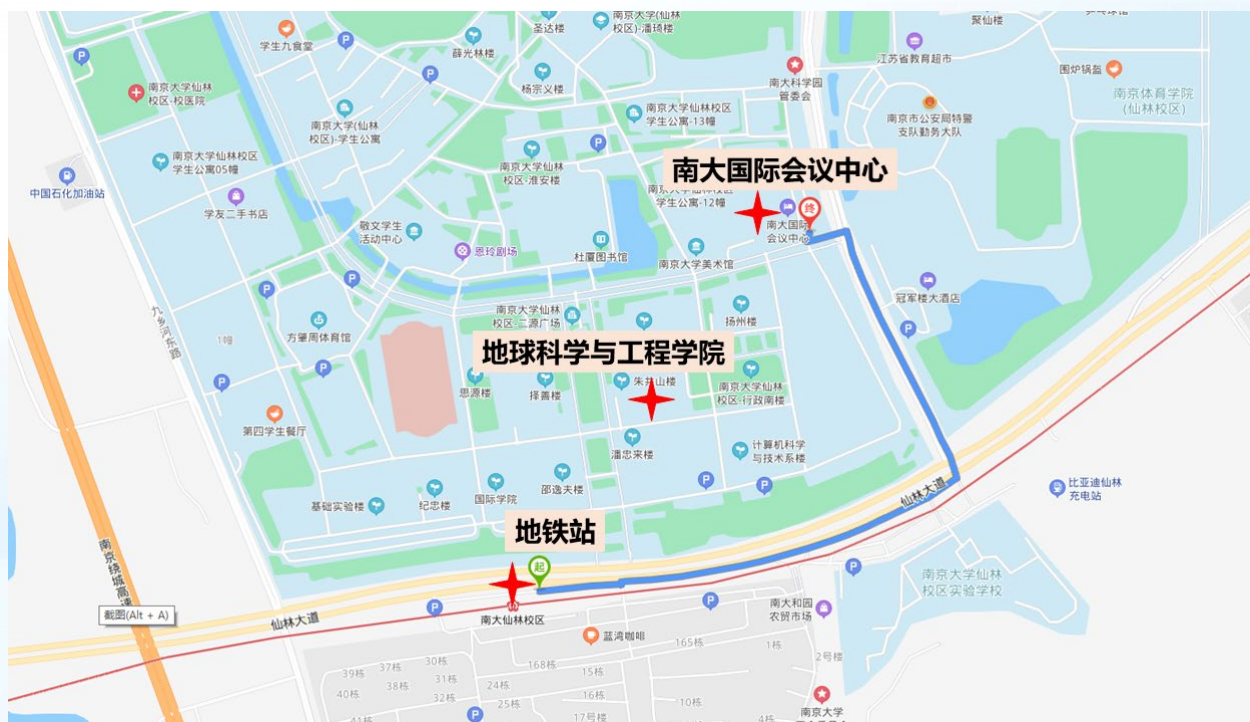 聚仙楼
南京大学(仙林
校区)-潘琦楼
圣达楼
学生九食堂
薛光林楼
江苏省教育超市
围炉锅盔
南大科学园
管委会
杨宗义楼
南京大学仙林
校区-校医院
南京体育学院
(仙林校区)
南京大学仙林校区
学生公寓-13幢
南京大学(仙林
校区)-学生公寓
南京市公安局特警
支队勤务大队
南京大学仙林校区
学生公寓05幢
南京大学仙林
校区-淮安楼
南大国际会议中心
中国石化加油站
学生公寓-12幢
学友二手书店
终
南大国际
会议中心
敬文学生
活动中心
恩玲剧场
杜厦图书馆
南京大学美术馆
冠军楼大酒店
九乡河东路
南京大学仙林
校区-二源广场
扬州楼
方肇周体育馆
1幢
地球科学与工程学院
朱共山楼
思源楼
择善楼
南京大学仙林
校区-行政南楼
第四学生餐厅
潘忠来楼
计算机科学
与技术系楼
国际学院
邵逸夫楼
纪忠楼
基础实验楼
仙林大道
比亚迪仙林
充电站
地铁站
起
南京绕城高速
南京大学仙林
校区实验学校
截图(Alt + A)
仙林大道
南大仙林校区
南大和园
农贸市场
蓝湾咖啡
165栋
1栋
2号楼
30栋
37栋
39栋
168栋
15栋
31栋
38栋
40栋
24栋
32栋
16栋
25栋
10栋
17号楼
4栋
41栋
南京大学